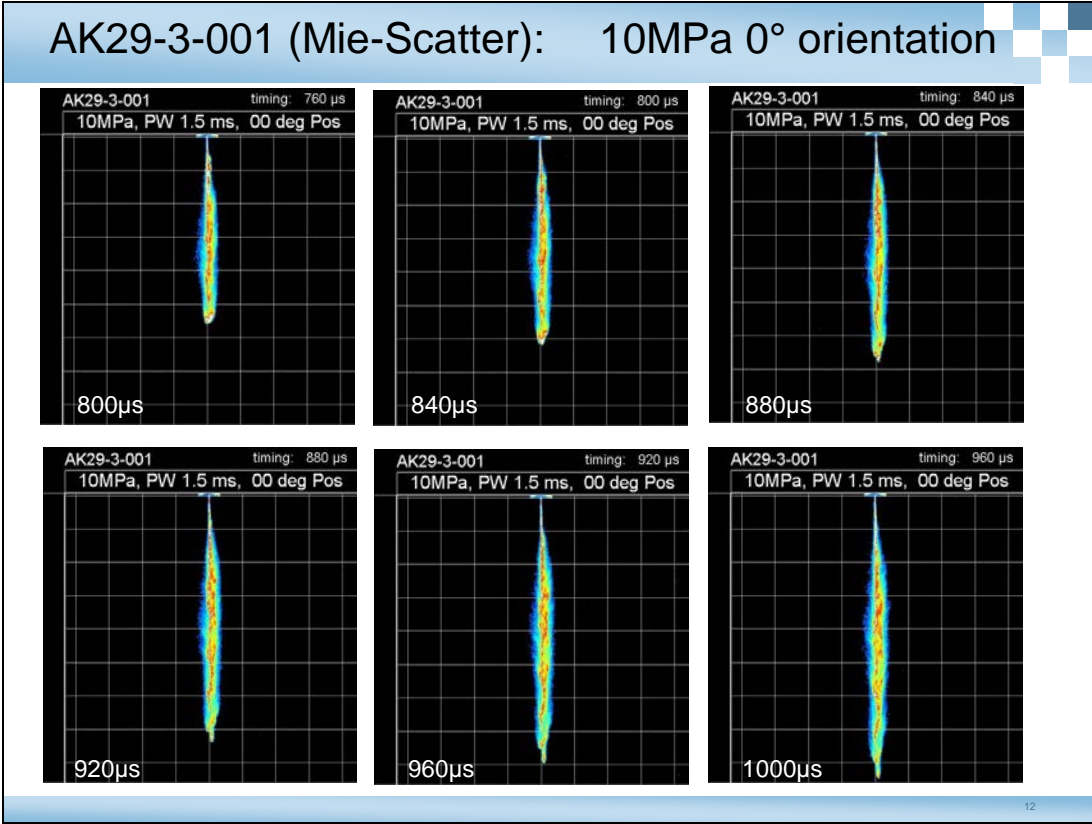 AK29-3-001 (Mie-Scatter): 10MPa 0° orientation
AK29-3-001 timing: 760 µs
10MPa, PW 1.5 ms, 00 deg Pos
800µs
AK29-3-001 timing: 800 µs
10MPa, PW 1.5 ms, 00 deg Pos
840µs
AK29-3-001 timing: 840 µs
10MPa, PW 1.5 ms, 00 deg Pos
880µs
AK29-3-001 timing: 880 µs
10MPa, PW 1.5 ms, 00 deg Pos
920µs
AK29-3-001 timing: 920 µs
10MPa, PW 1.5 ms, 00 deg Pos
960µs
AK29-3-001 timing: 960 µs
10MPa, PW 1.5 ms, 00 deg Pos
1000µs
12